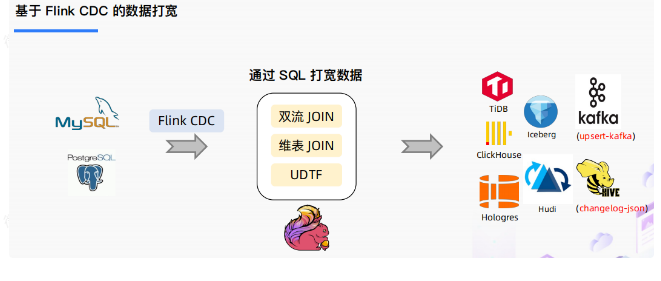 基于 Flink CDC 的数据打宽
通过 SQL 打宽数据
MySQL
PostgreSQL
Flink CDC
双流 JOIN
维表 JOIN
UDTF
TiDB
Iceberg
kafka
(upsert-kafka)
ClickHouse
Hologres
Hudi
HIVE
(changelog-json)